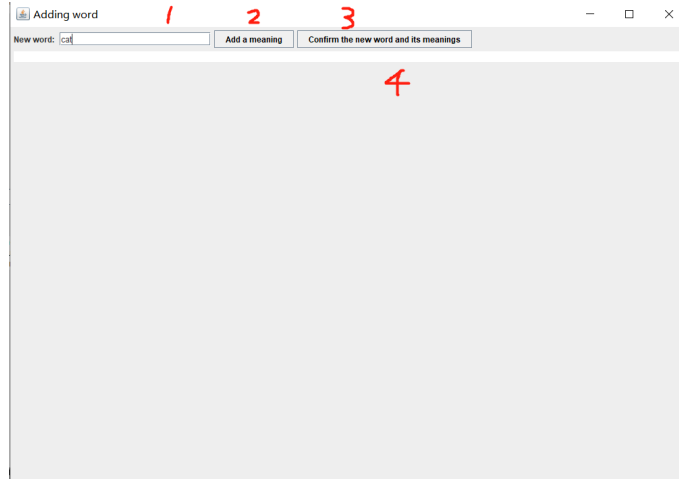 Adding word 1 2 3
New word: cat Add a meaning Confirm the new word and its meanings
4